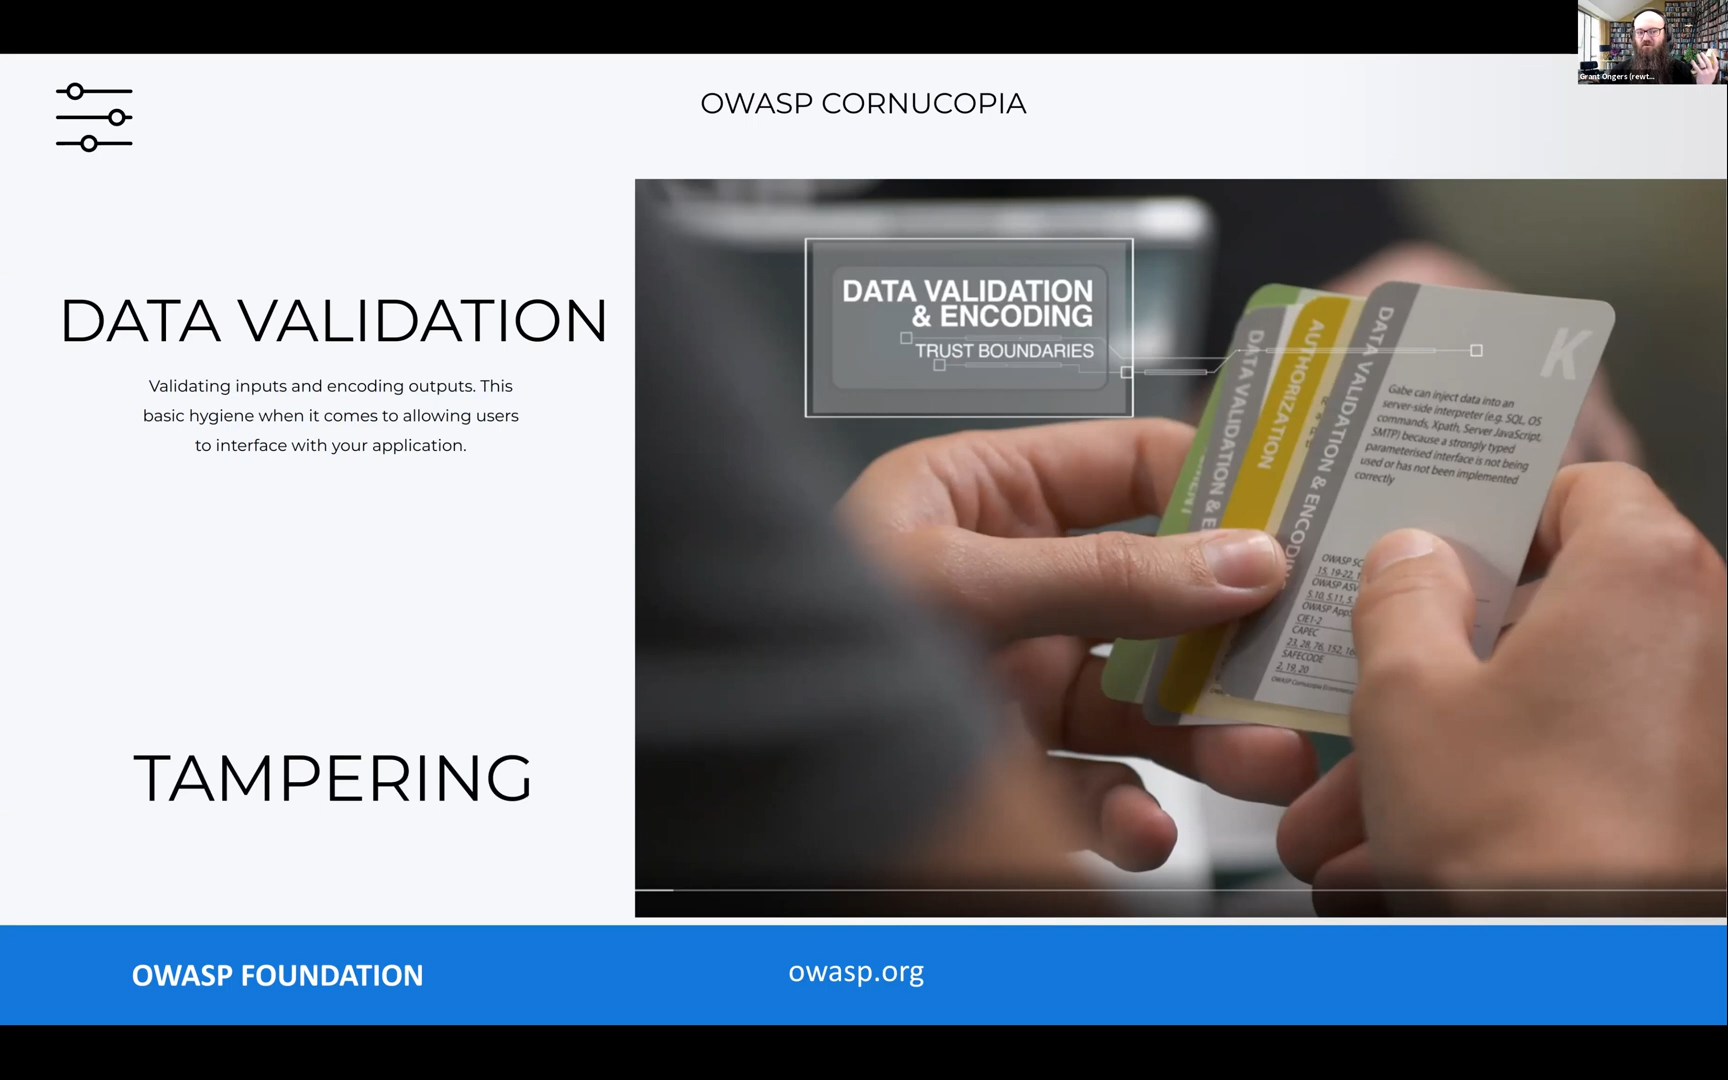 Grant Ongers (rewt...
OWASP CORNUCOPIA
DATA VALIDATION
Validating inputs and encoding outputs. This
basic hygiene when it comes to allowing users
to interface with your application.
TAMPERING
DATA VALIDATION
& ENCODING
TRUST BOUNDARIES
DATA VALIDATION & E
AUTHORIZATION
DATA VALIDATION & ENCODIN
K
Gabe can inject data into an
server-side interpreter (e.g. SQL, OS
commands, Xpath, Server JavaScript,
SMTP) because a strongly typed
parameterised interface is not being
used or has not been implemented
correctly
OWASP SC
15, 19-22, 1
OWASP ASV
5.10, 5.11, 5.
OWASP App
CIE1-2
CAPEC
23, 28, 76, 152, 16
SAFECODE
2, 19, 20
OWASP Cornucopia Ecommerce
OWASP FOUNDATION
owasp.org